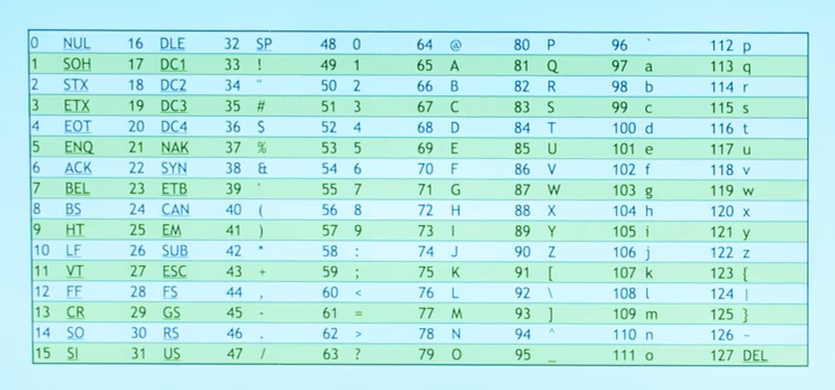 0 NUL 16 DLE 32 SP 48 0 64 @ 80 P 96 ` 112 p
1 SOH 17 DC1 33 ! 49 1 65 A 81 Q 97 a 113 q
2 STX 18 DC2 34 " 50 2 66 B 82 R 98 b 114 r
3 ETX 19 DC3 35 # 51 3 67 C 83 S 99 c 115 s
4 EOT 20 DC4 36 $ 52 4 68 D 84 T 100 d 116 t
5 ENQ 21 NAK 37 % 53 5 69 E 85 U 101 e 117 u
6 ACK 22 SYN 38 & 54 6 70 F 86 V 102 f 118 v
7 BEL 23 ETB 39 ' 55 7 71 G 87 W 103 g 119 w
8 BS 24 CAN 40 ( 56 8 72 H 88 X 104 h 120 x
9 HT 25 EM 41 ) 57 9 73 I 89 Y 105 i 121 y
10 LF 26 SUB 42 * 58 : 74 J 90 Z 106 j 122 z
11 VT 27 ESC 43 + 59 ; 75 K 91 [ 107 k 123 {
12 FF 28 FS 44 , 60 < 76 L 92 \ 108 l 124 |
13 CR 29 GS 45 - 61 = 77 M 93 ] 109 m 125 }
14 SO 30 RS 46 . 62 > 78 N 94 ^ 110 n 126 ~
15 SI 31 US 47 / 63 ? 79 O 95 _ 111 o 127 DEL